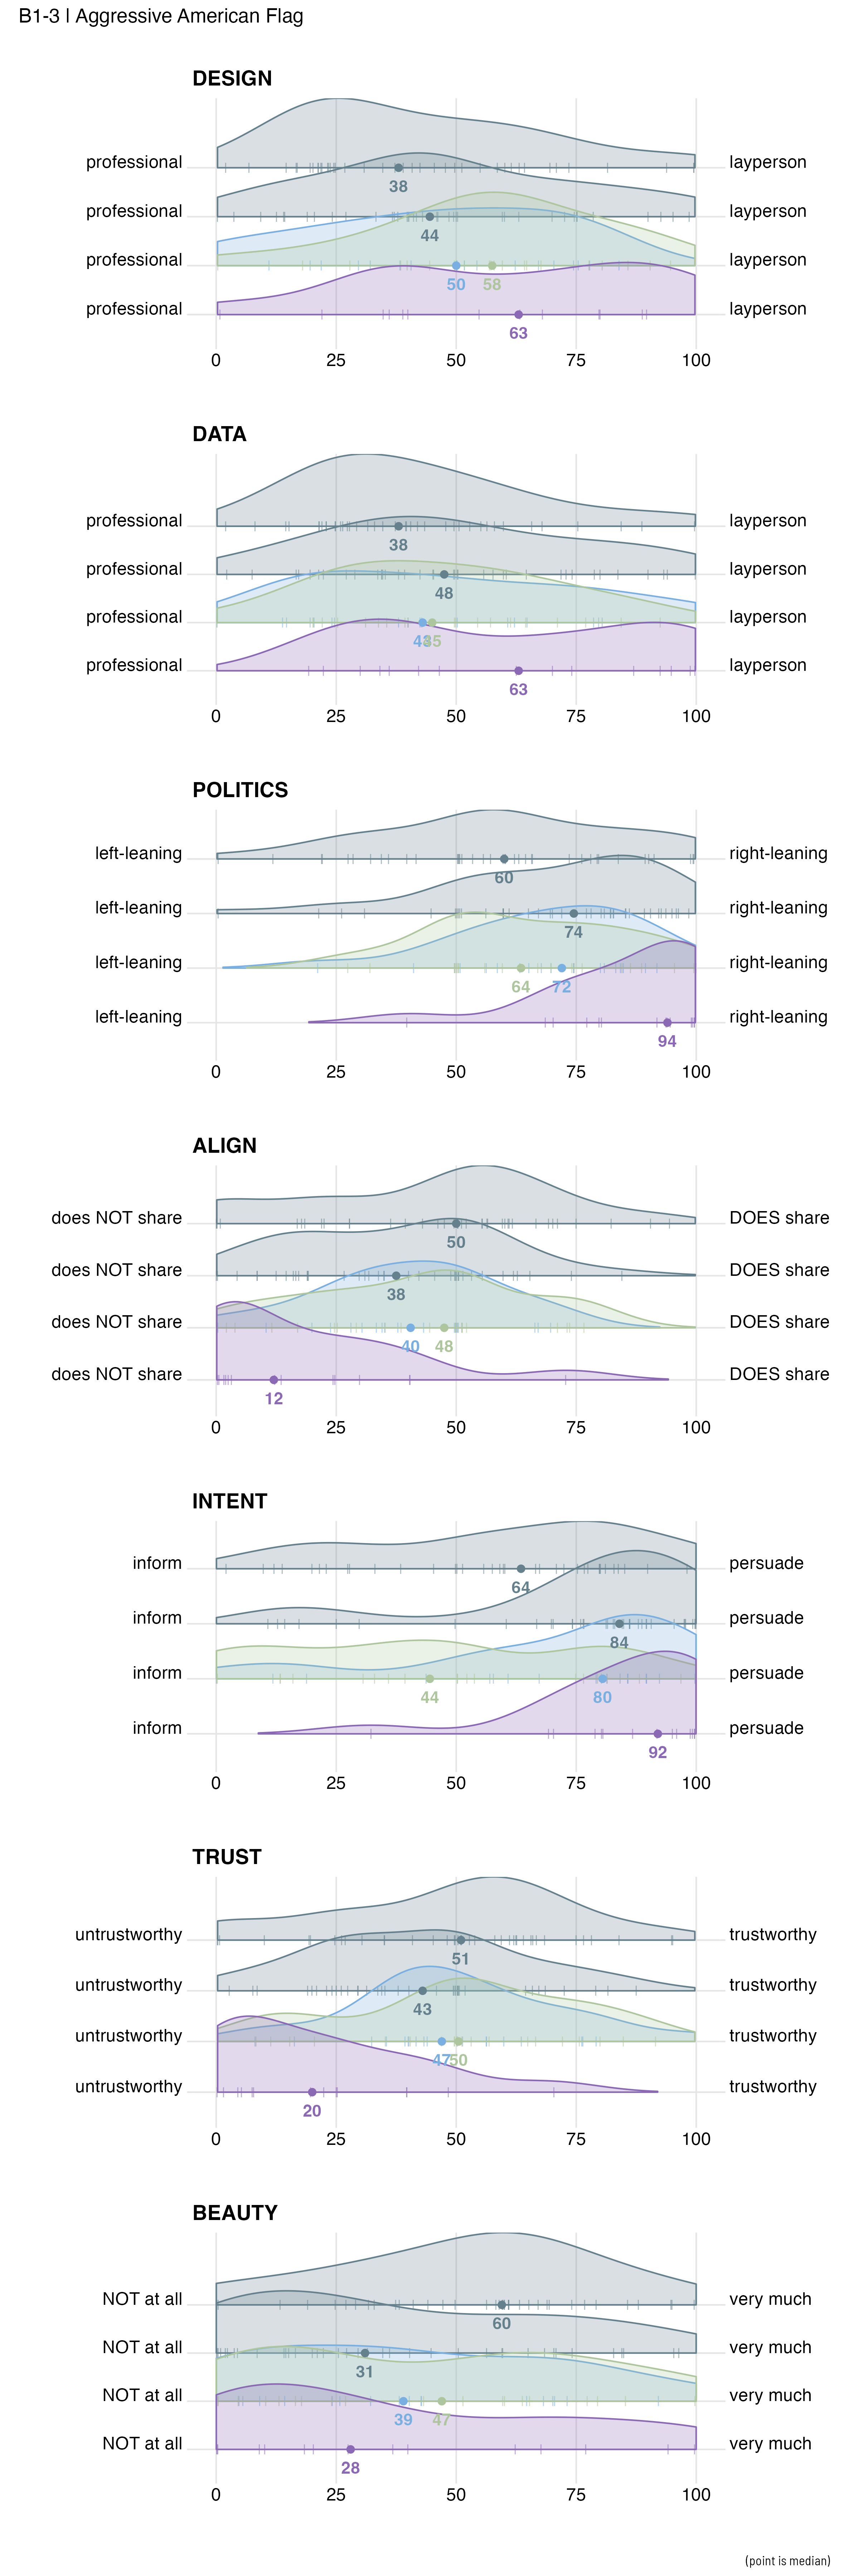 B1-3 | Aggressive American Flag
DESIGN
professional layperson
38
professional layperson
44
professional layperson
50 58
professional layperson
63
0 25 50 75 100
DATA
professional layperson
38
professional layperson
48
professional layperson
45
professional layperson
63
0 25 50 75 100
POLITICS
left-leaning right-leaning
60
left-leaning right-leaning
74
left-leaning right-leaning
64 72
left-leaning right-leaning
94
0 25 50 75 100
ALIGN
does NOT share DOES share
50
does NOT share DOES share
38
does NOT share DOES share
40 48
does NOT share DOES share
12
0 25 50 75 100
INTENT
inform persuade
64
inform persuade
84
inform persuade
44 80
inform persuade
92
0 25 50 75 100
TRUST
untrustworthy trustworthy
51
untrustworthy trustworthy
43
untrustworthy trustworthy
47 50
untrustworthy trustworthy
20
0 25 50 75 100
BEAUTY
NOT at all very much
60
NOT at all very much
31
NOT at all very much
39 47
NOT at all very much
28
0 25 50 75 100
(point is median)